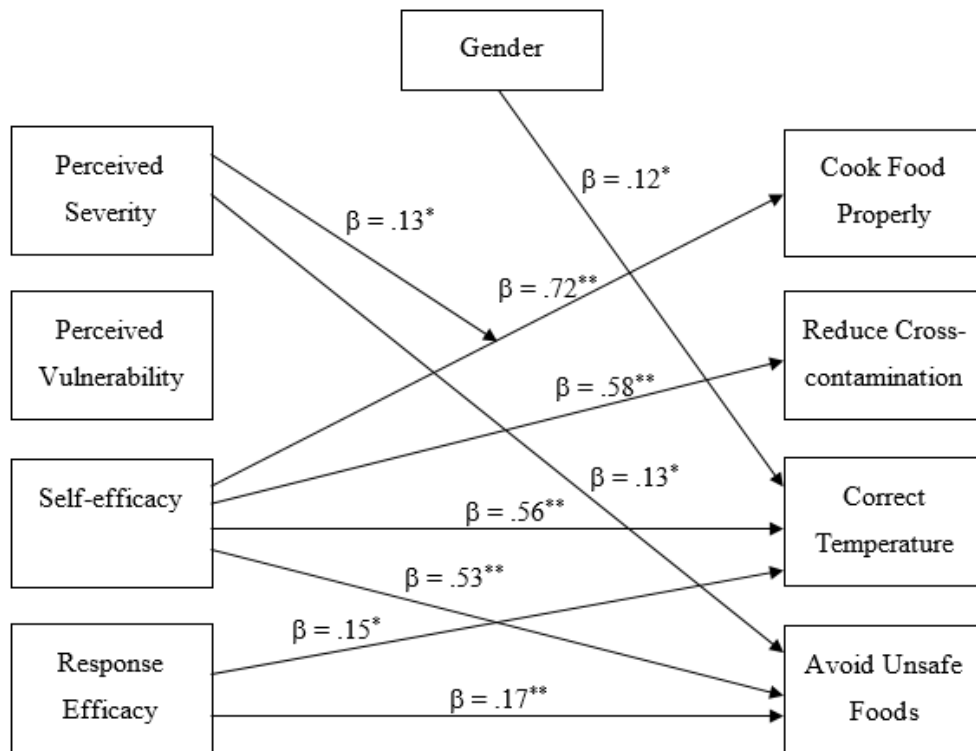 Gender
Perceived
Severity
Cook Food
Properly
β = .12*
β = .13*
β = .72**
Perceived
Vulnerability
Reduce Cross-
contamination
β = .58**
Self-efficacy
β = .13*
Correct
Temperature
β = .56**
β = .53**
β = .15*
Response
Efficacy
Avoid Unsafe
Foods
β = .17**